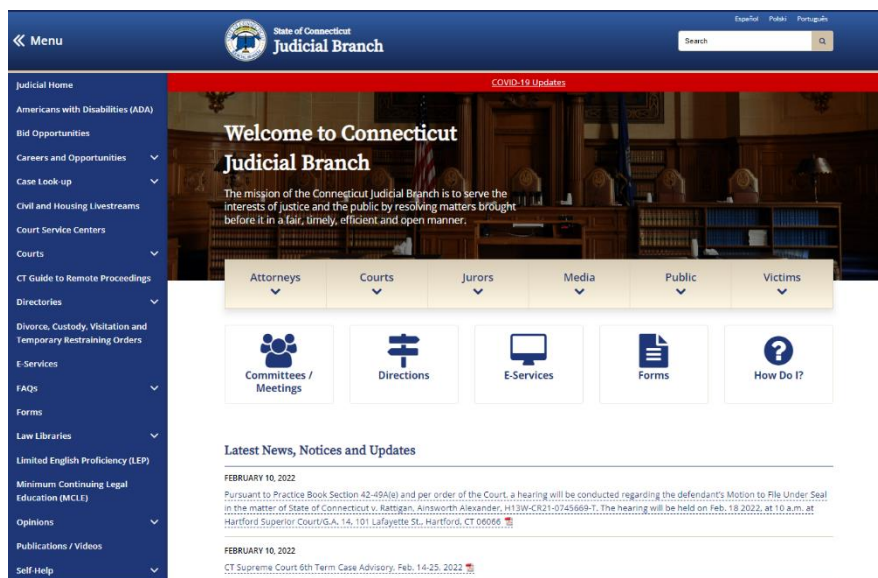 Español Polski Português
Menu
State of Connecticut
Judicial Branch
Search
COVID-19 Updates
Judicial Home
Americans with Disabilities (ADA)
Bid Opportunities
Careers and Opportunities
Case Look-up
Civil and Housing Livestreams
Court Service Centers
Courts
CT Guide to Remote Proceedings
Directories
Divorce, Custody, Visitation and
Temporary Restraining Orders
E-Services
FAQs
Forms
Law Libraries
Limited English Proficiency (LEP)
Minimum Continuing Legal
Education (MCLE)
Opinions
Publications / Videos
Self-Help
Welcome to Connecticut
Judicial Branch
The mission of the Connecticut Judicial Branch is to serve the
interests of justice and the public by resolving matters brought
before it in a fair, timely, efficient and open manner.
Attorneys Courts Jurors Media Public Victims
Committees /
Meetings
Directions
E-Services
Forms
How Do I?
Latest News, Notices and Updates
FEBRUARY 10, 2022
Pursuant to Practice Book Section 42-49A(e) and per order of the Court, a hearing will be conducted regarding the defendant's Motion to File Under Seal
in the matter of State of Connecticut v. Rattigan, Ainsworth Alexander, H13W-CR21-0745669-T. The hearing will be held on Feb. 18 2022, at 10 a.m. at
Hartford Superior Court/G.A. 14, 101 Lafayette St., Hartford, CT 06066
FEBRUARY 10, 2022
CT Supreme Court 6th Term Case Advisory, Feb. 14-25, 2022